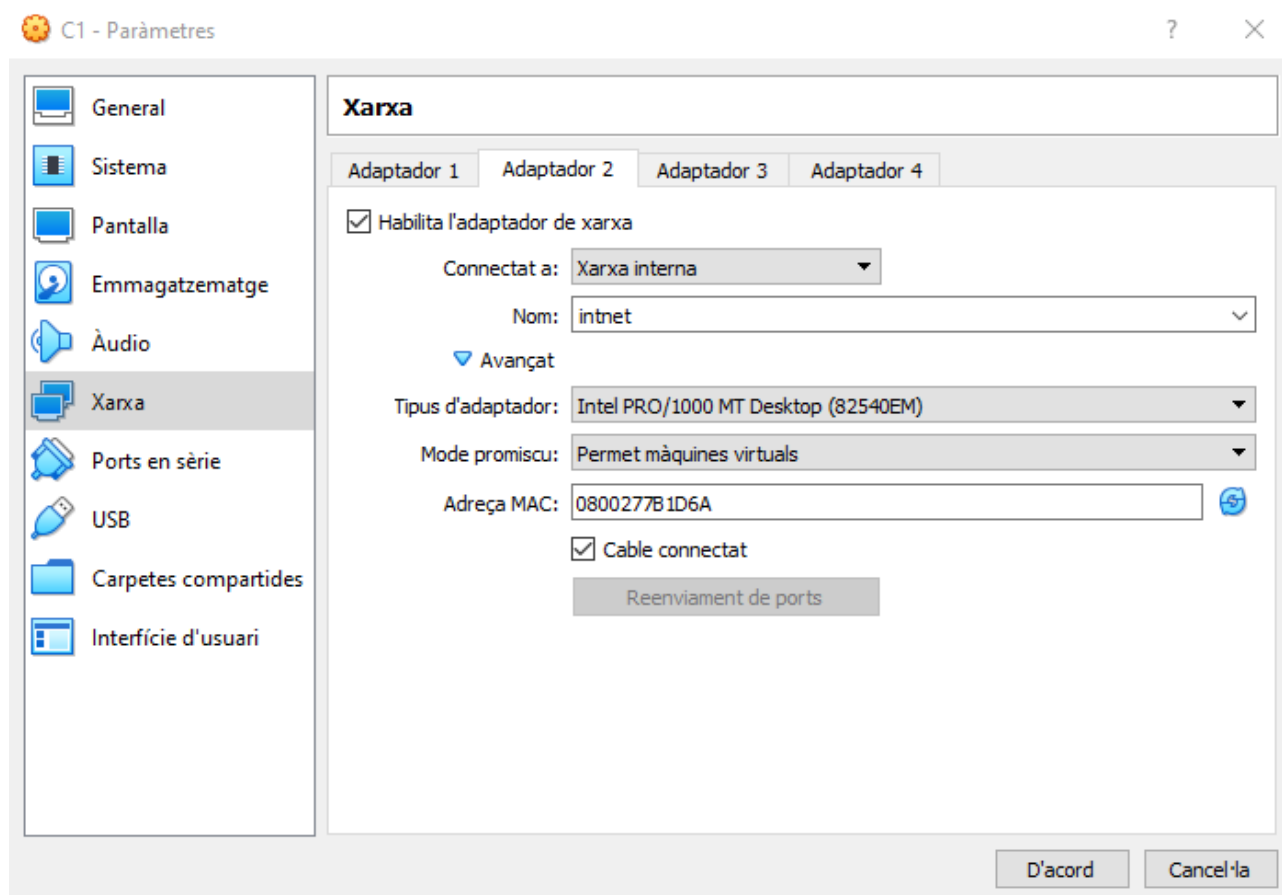 C1 - Paràmetres
?
General
Sistema
Pantalla
Emmagatzematge
Àudio
Xarxa
Ports en sèrie
USB
Carpetes compartides
Interfície d'usuari
Xarxa
Adaptador 1 Adaptador 2 Adaptador 3 Adaptador 4
Habilita l'adaptador de xarxa
Connectat a: Xarxa interna
Nom: intnet
Avançat
Tipus d'adaptador: Intel PRO/1000 MT Desktop (82540EM)
Mode promiscu: Permet màquines virtuals
Adreça MAC: 0800277B1D6A
Cable connectat
Reenviament de ports
D'acord Cancel·la